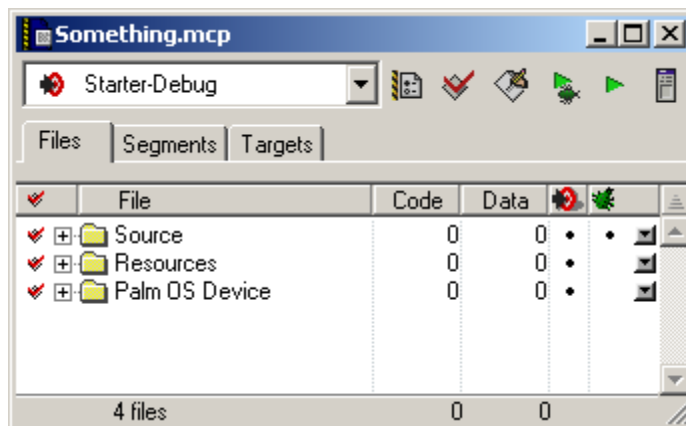 Something.mcp
Starter-Debug
Files Segments Targets
File Code Data
Source 0 0
Resources 0 0
Palm OS Device 0 0
4 files 0 0